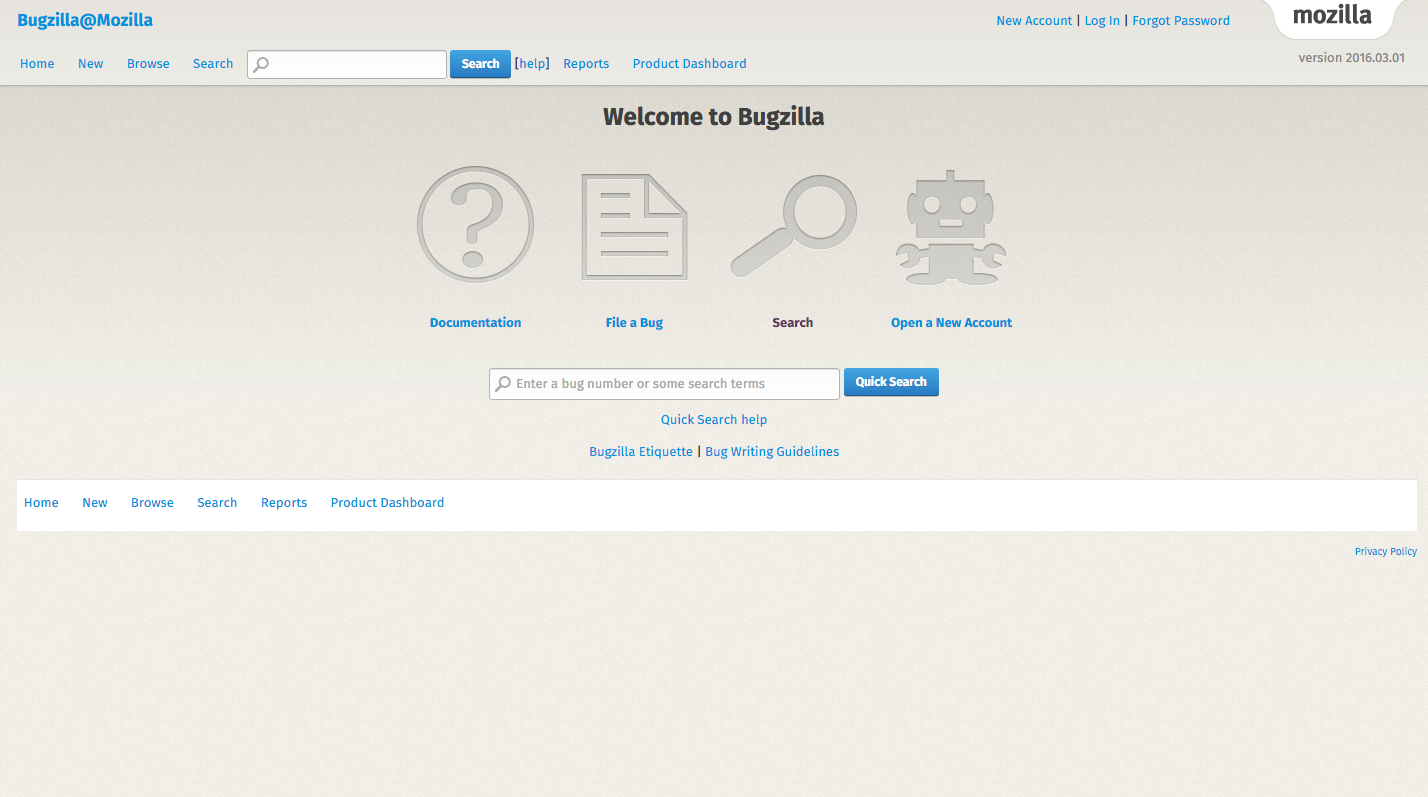 Bugzilla@Mozilla
New Account | Log In | Forgot Password
mozilla
Home New Browse Search Search [help] Reports Product Dashboard
version 2016.03.01
Welcome to Bugzilla
Documentation File a Bug Search Open a New Account
Enter a bug number or some search terms Quick Search
Quick Search help
Bugzilla Etiquette | Bug Writing Guidelines
Home New Browse Search Reports Product Dashboard
Privacy Policy